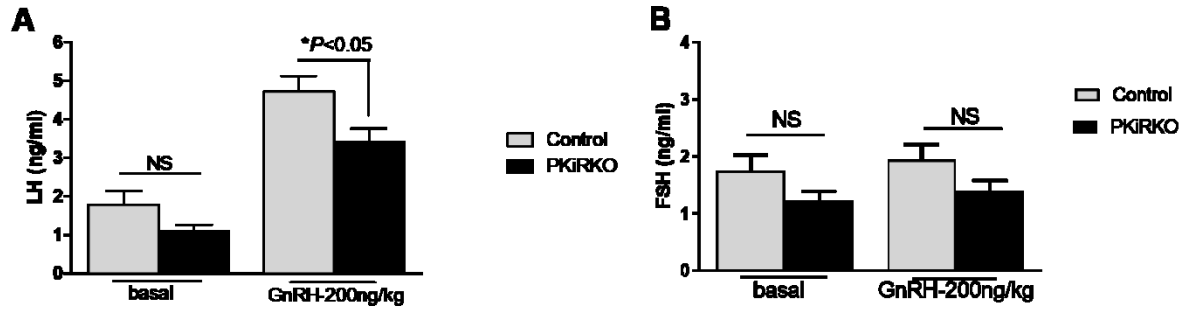 A
LH (ng/ml)
6
5
4
3
2
1
0
NS
*P<0.05
basal
GnRH-200ng/kg
Control
PKiRKO
B
FSH (ng/ml)
4
3
2
1
0
NS
NS
basal
GnRH-200ng/kg
Control
PKiRKO